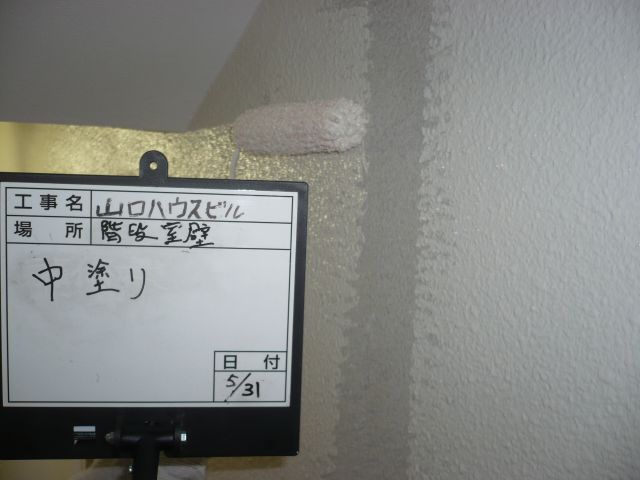 工事名 山口ハウスビル
場所 階段室壁
中塗り
日付
5/31